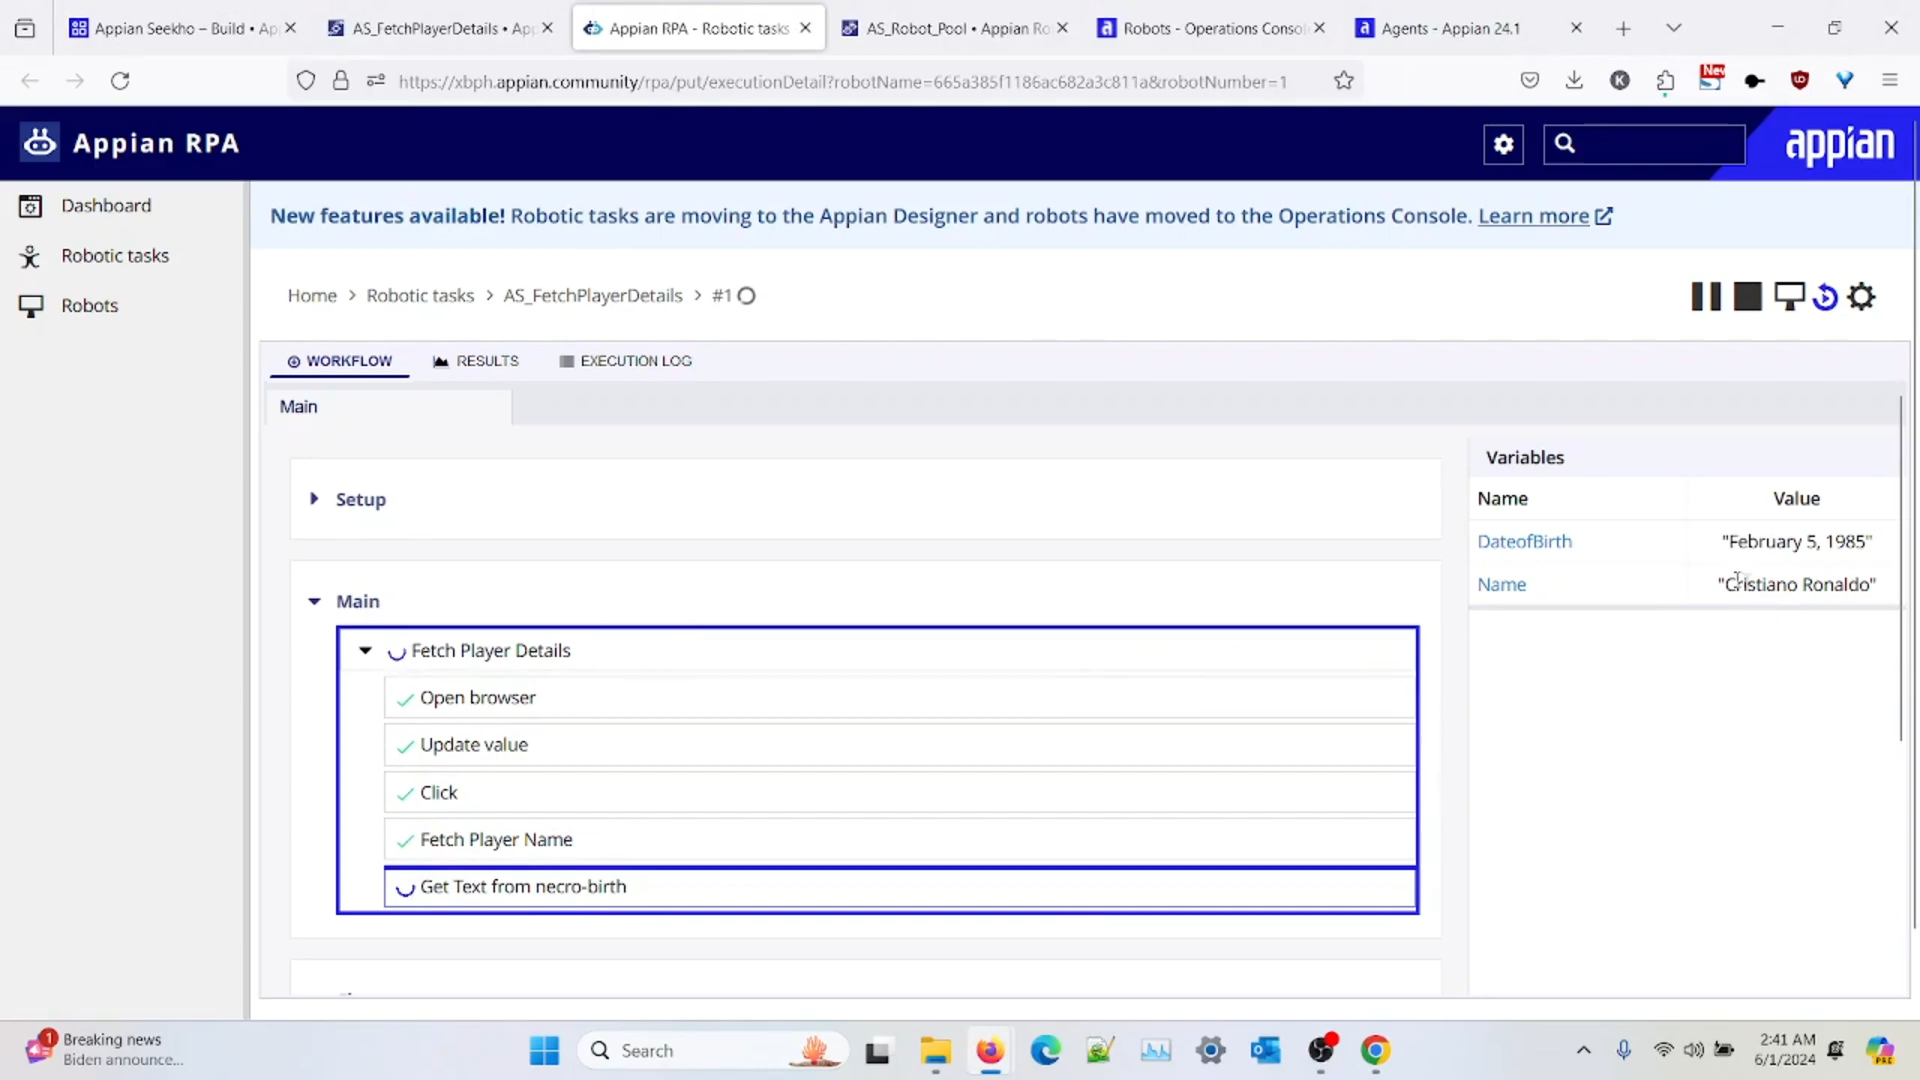 Appian Seekho – Build • Ap
AS_FetchPlayerDetails • App
Appian RPA - Robotic tasks
AS_Robot_Pool • Appian Ro
Robots - Operations Consol
Agents - Appian 24.1
https://xbph.appian.community/rpa/put/executionDetail?robotName=665a385f1186ac682a3c811a&robotNumber=1
K
New
Appian RPA
appian
Dashboard
Robotic tasks
Robots
New features available! Robotic tasks are moving to the Appian Designer and robots have moved to the Operations Console. Learn more
Home > Robotic tasks > AS_FetchPlayerDetails > #1
WORKFLOW
RESULTS
EXECUTION LOG
Main
Setup
Main
Fetch Player Details
Open browser
Update value
Click
Fetch Player Name
Get Text from necro-birth
Variables
Name Value
DateofBirth "February 5, 1985"
Name "Cristiano Ronaldo"
1
Breaking news
Biden announce...
Search
2:41 AM
6/1/2024
PRE